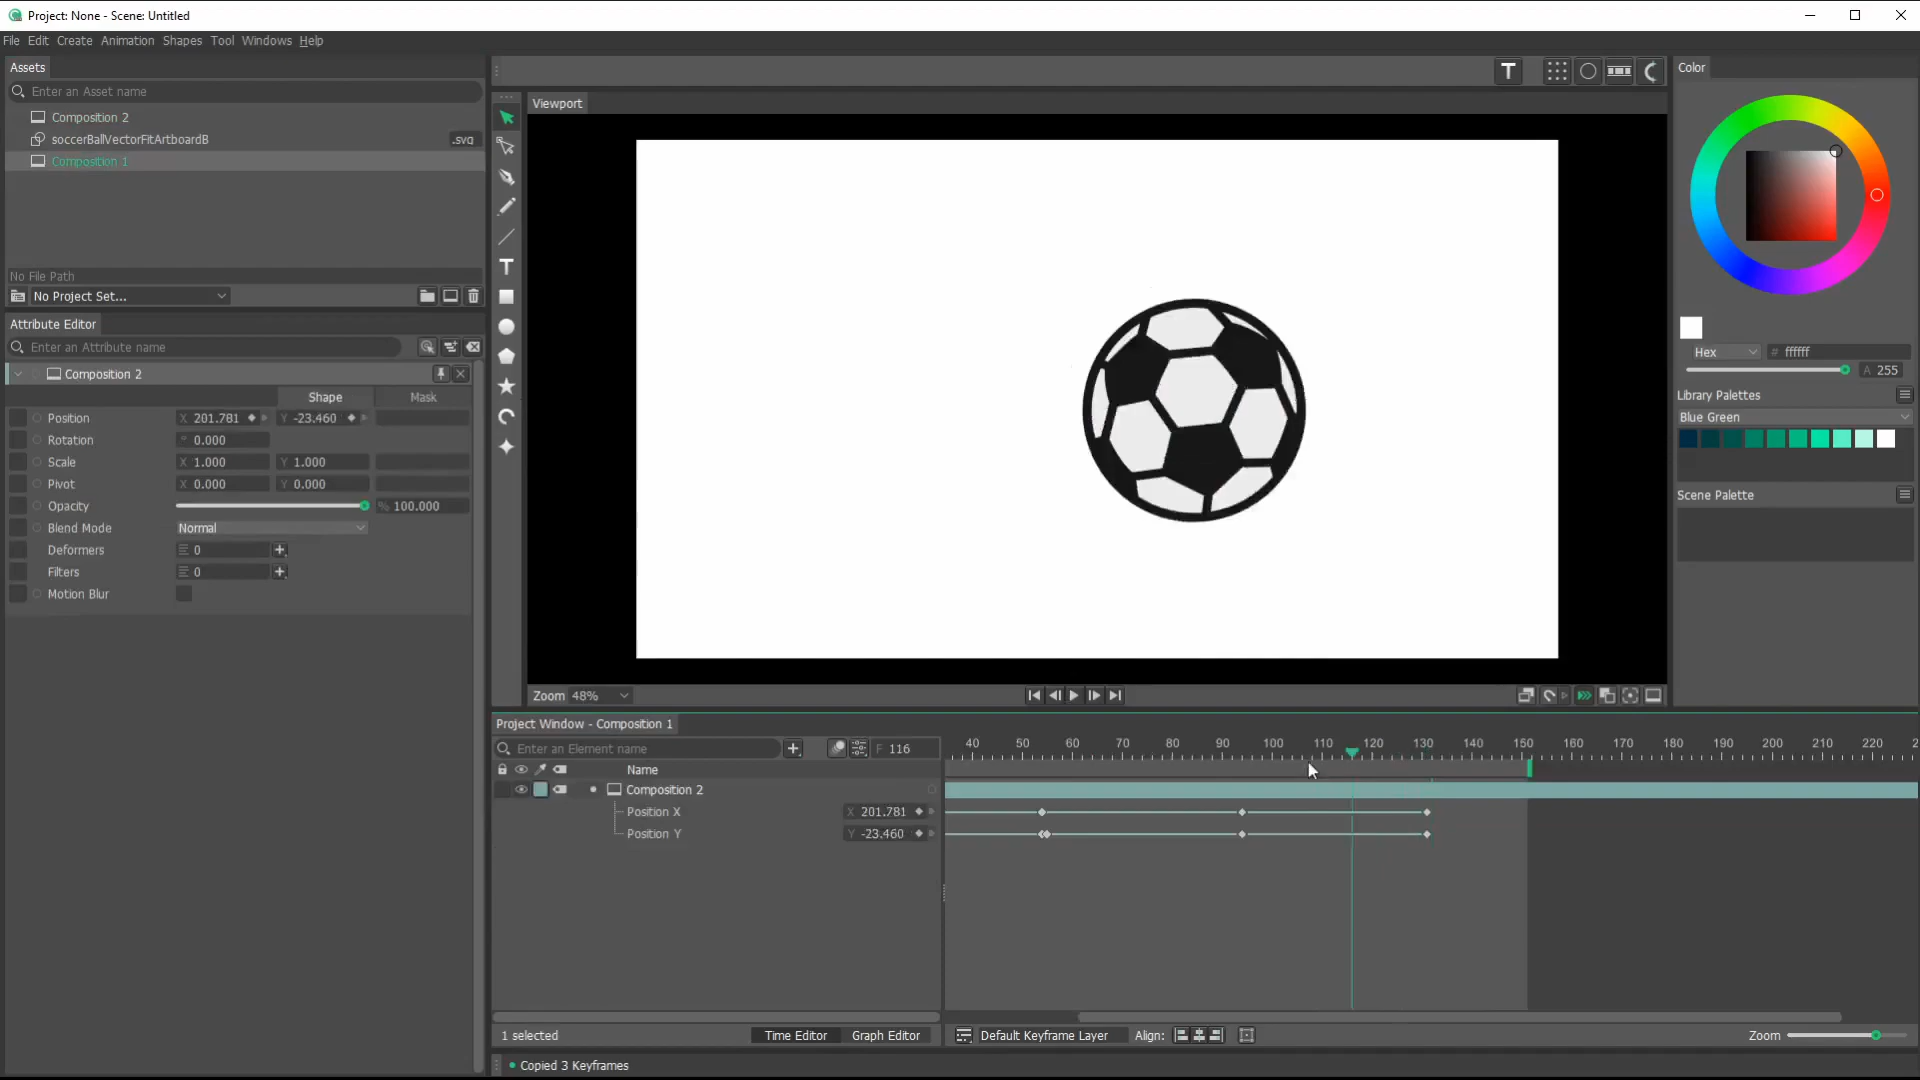 Project: None - Scene: Untitled
File Edit Create Animation Shapes Tool Windows Help
Assets
Enter an Asset name
Composition 2
soccerBallVectorFitArtboardB .svg
Composition 1
No File Path
No Project Set...
Attribute Editor
Enter an Attribute name
Composition 2
Shape Mask
Position X 201.781 Y -23.460
Rotation ° 0.000
Scale X 1.000 Y 1.000
Pivot X 0.000 Y 0.000
Opacity % 100.000
Blend Mode Normal
Deformers 0
Filters 0
Motion Blur
Viewport
Zoom 48%
Project Window - Composition 1
Enter an Element name F 116
40 50 60 70 80 90 100 110 120 130 140 150 160 170 180 190 200 210 220
Name
Composition 2
Position X X 201.781
Position Y Y -23.460
1 selected Time Editor Graph Editor Default Keyframe Layer Align: Zoom
Copied 3 Keyframes
Color
Hex # ffffff
A 255
Library Palettes
Blue Green
Scene Palette